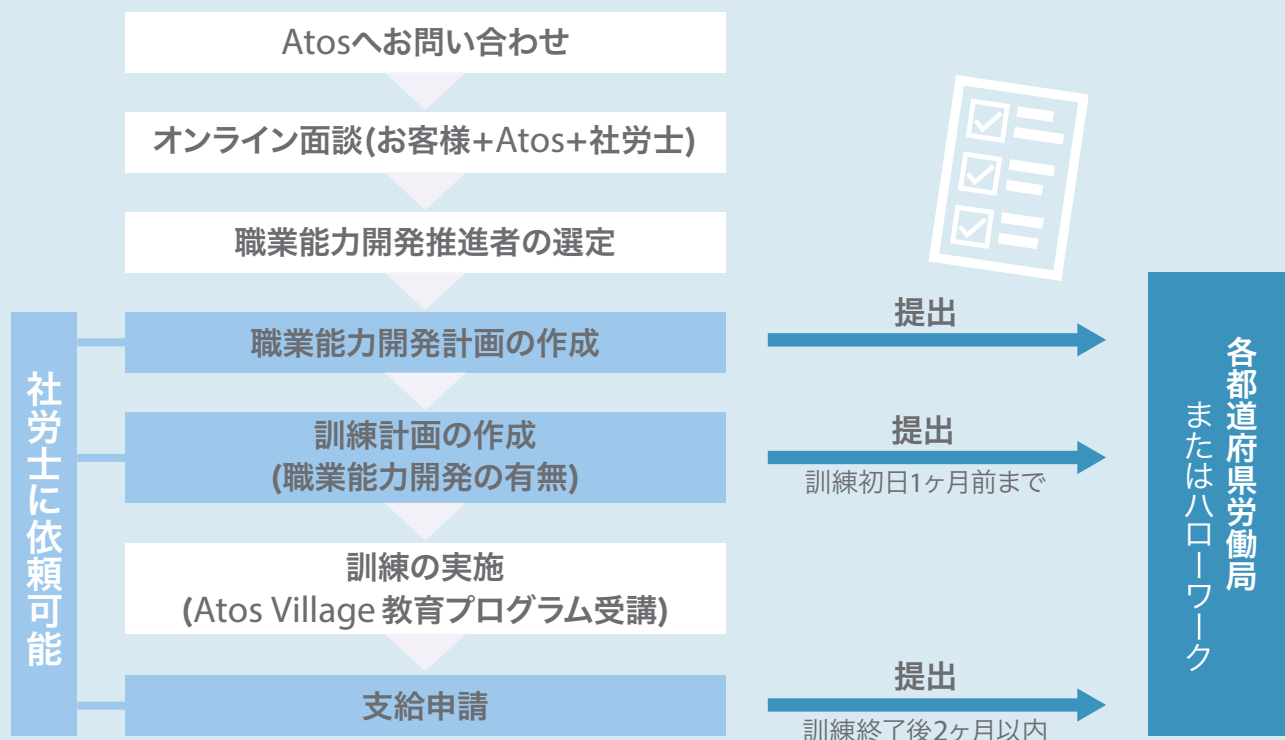 Atosへお問い合わせ
オンライン面談(お客様+Atos+社労士)
職業能力開発推進者の選定
職業能力開発計画の作成
提出
訓練計画の作成
(職業能力開発の有無)
提出
訓練初日1ヶ月前まで
訓練の実施
(Atos Village 教育プログラム受講)
支給申請
提出
訓練終了後2ヶ月以内
社労士に依頼可能
各都道府県労働局
またはハローワーク